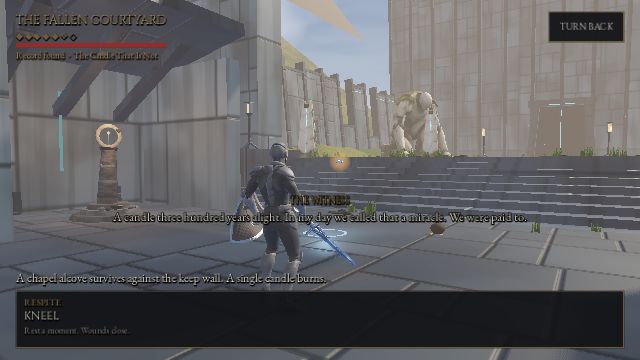 THE FALLEN COURTYARD
TURN BACK
Record found - The Candle That Is Not
THE WITNESS
A candle three hundred years alight. In my day we called that a miracle. We were paid to.
A chapel alcove survives against the keep wall. A single candle burns.
RESPITE
KNEEL
Rest a moment. Wounds close.